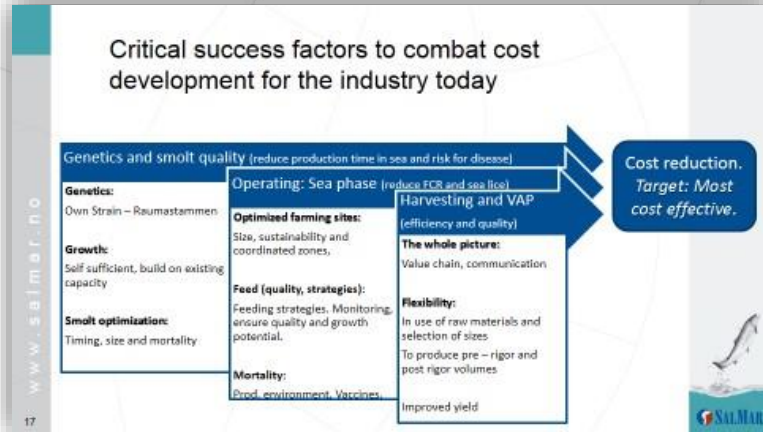 Critical success factors to combat cost
development for the industry today
Genetics and smolt quality (reduce production time in sea and risk for disease)
Genetics:
Own Strain – Raumastammen
Growth:
Self sufficient, build on existing
capacity
Smolt optimization:
Timing, size and mortality
Operating: Sea phase (reduce FCR and sea lice)
Optimized farming sites:
Size, sustainability and
coordinated zones,
Feed (quality, strategies):
Feeding strategies. Monitoring,
ensure quality and growth
potential.
Mortality:
Prod. environment, Vaccines,
Harvesting and VAP
(efficiency and quality)
The whole picture:
Value chain, communication
Flexibility:
In use of raw materials and
selection of sizes
To produce pre – rigor and
post rigor volumes
Improved yield
Cost reduction.
Target: Most
cost effective.
www.salmar.no
17
SALMAR